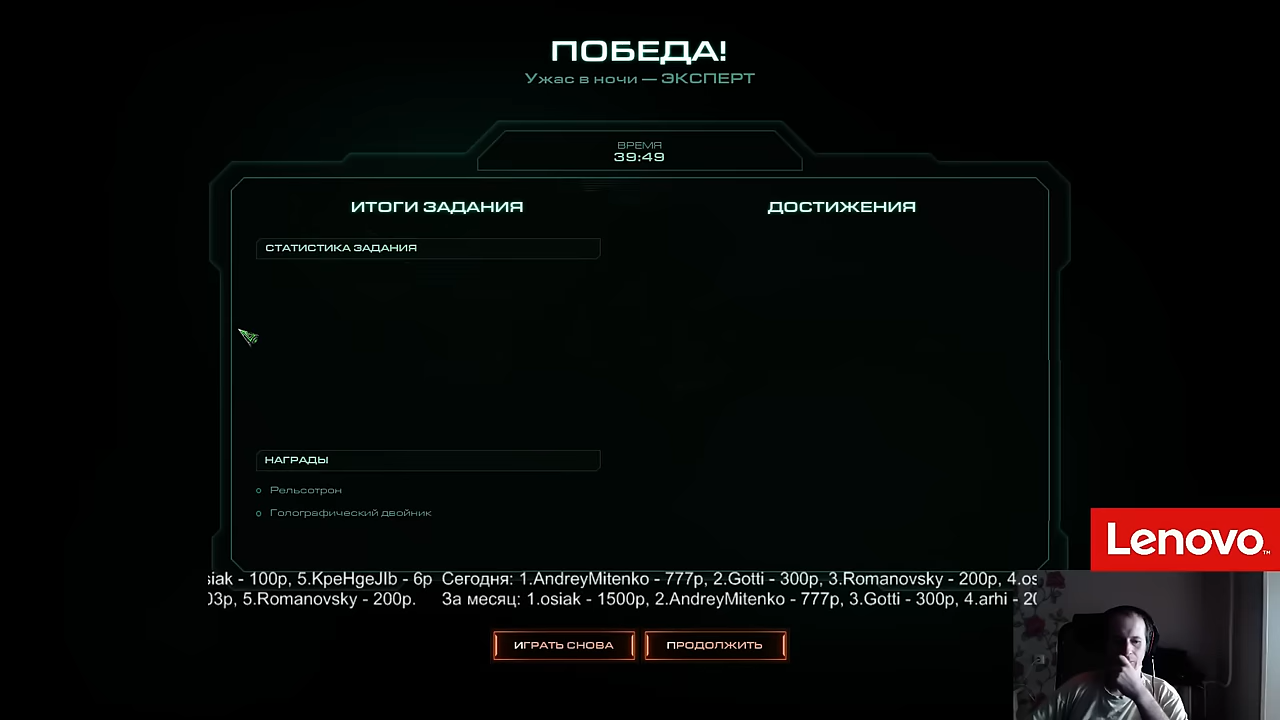 ПОБЕДА!
Ужас в ночи — ЭКСПЕРТ
ВРЕМЯ
39:49
ИТОГИ ЗАДАНИЯ
ДОСТИЖЕНИЯ
СТАТИСТИКА ЗАДАНИЯ
НАГРАДЫ
Рельсотрон
Голографический двойник
Lenovo
siak - 100р, 5.KpeHgeJIb - 6р Сегодня: 1.AndreyMitenko - 777р, 2.Gotti - 300р, 3.Romanovsky - 200р, 4.os
03р, 5.Romanovsky - 200р. За месяц: 1.osiak - 1500р, 2.AndreyMitenko - 777р, 3.Gotti - 300р, 4.arhi - 20
ИГРАТЬ СНОВА
ПРОДОЛЖИТЬ